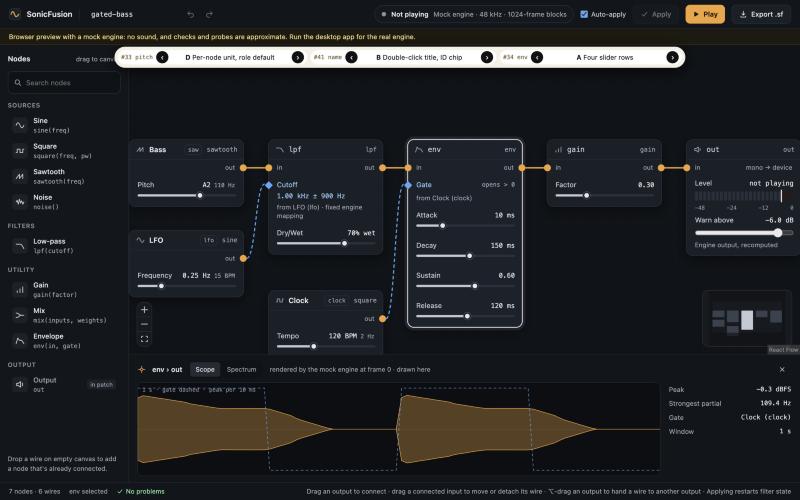 SonicFusion
gated-bass
Not playing Mock engine · 48 kHz · 1024-frame blocks
Auto-apply
Apply
Play
Export .sf
Browser preview with a mock engine: no sound, and checks and probes are approximate. Run the desktop app for the real engine.
#33 pitch
D Per-node unit, role default
#41 name
B Double-click title, ID chip
#34 env
A Four slider rows
Nodes
Search nodes
SOURCES
Sine
sine(freq)
Square
square(freq, pw)
Sawtooth
sawtooth(freq)
Noise
noise()
FILTERS
Low-pass
lpf(cutoff)
UTILITY
Gain
gain(factor)
Mix
mix(inputs, weights)
Envelope
env(in, gate)
OUTPUT
Output
out
in patch
Drop a wire on empty canvas to add
a node that's already connected.
Bass saw sawtooth
out
Pitch A2 110 Hz
LFO lfo sine
out
Frequency 0.25 Hz 15 BPM
lpf lpf
in out
Cutoff
1.00 kHz ± 900 Hz
from LFO (lfo) · fixed engine
mapping
Dry/Wet 70% wet
Clock clock square
out
Tempo 120 BPM 2 Hz
env env
in out
Gate opens > 0
from Clock (clock)
Attack 10 ms
Decay 150 ms
Sustain 0.60
Release 120 ms
gain gain
in out
Factor 0.30
out out
in mono → device
Level not playing
−48 −24 −12 0
Warn above −6.0 dB
Engine output, recomputed
React Flow
env › out
Scope
Spectrum
rendered by the mock engine at frame 0 · drawn here
1 s · gate dashed · peak per 10 ms
Peak −0.3 dBFS
Strongest partial 109.4 Hz
Gate Clock (clock)
Window 1 s
7 nodes · 6 wires
env selected
No problems
Drag an output to connect · drag a connected input to move or detach its wire · ⌥-drag an output to hand a wire to another output · Applying restarts filter state